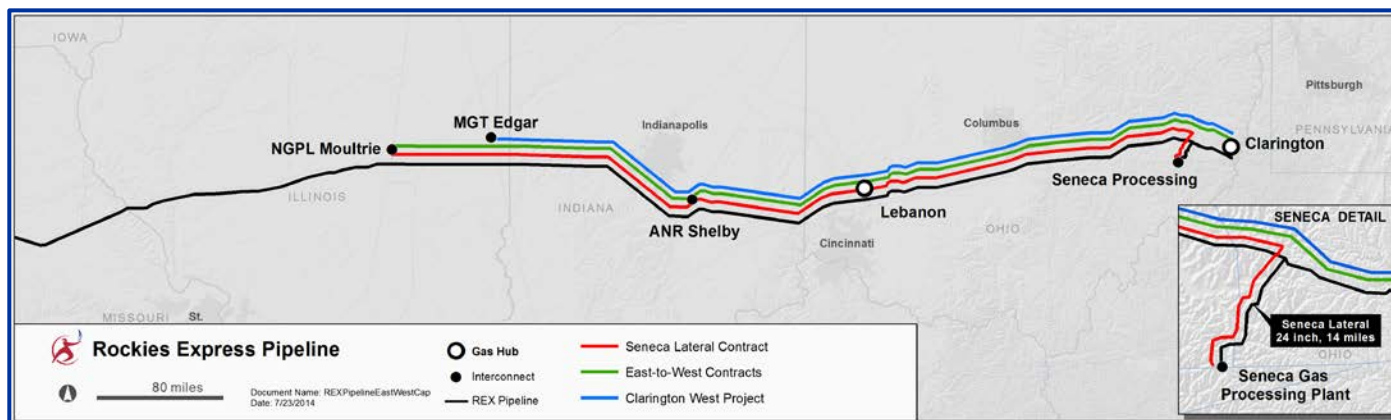 IOWA
Pittsburgh
MGT Edgar
Indianapolis
Columbus
PENNSYLVANIA
NGPL Moultrie
Clarington
Seneca Processing
ILLINOIS
INDIANA
Lebanon
ANR Shelby
OHIO
Cincinnati
SENECA DETAIL
MISSOURI
St.
Seneca Lateral
24 inch, 14 miles
OHIO
Seneca Gas
Processing Plant
Rockies Express Pipeline
80 miles
Document Name: REXPipelineEastWestCap
Date: 7/23/2014
Gas Hub
Interconnect
REX Pipeline
Seneca Lateral Contract
East-to-West Contracts
Clarington West Project